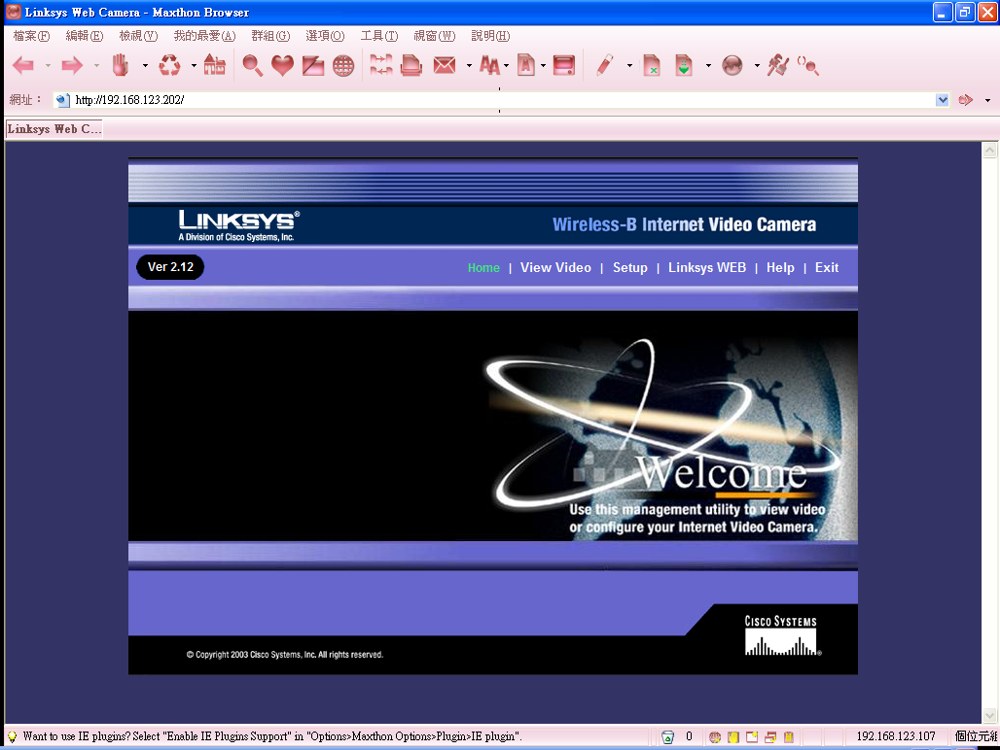 Linksys Web Camera - Maxthon Browser
檔案(F) 編輯(E) 檢視(V) 我的最愛(A) 群組(G) 選項(O) 工具(T) 視窗(W) 說明(H)
網址： http://192.168.123.202/
Linksys Web C...
LINKSYS®
A Division of Cisco Systems, Inc.
Wireless-B Internet Video Camera
Ver 2.12
Home | View Video | Setup | Linksys WEB | Help | Exit
Welcome
Use this management utility to view video
or configure your Internet Video Camera.
CISCO SYSTEMS
®
© Copyright 2003 Cisco Systems, Inc. All rights reserved.
Want to use IE plugins? Select "Enable IE Plugins Support" in "Options>Maxthon Options>Plugin>IE plugin". 0 192.168.123.107 個位元組